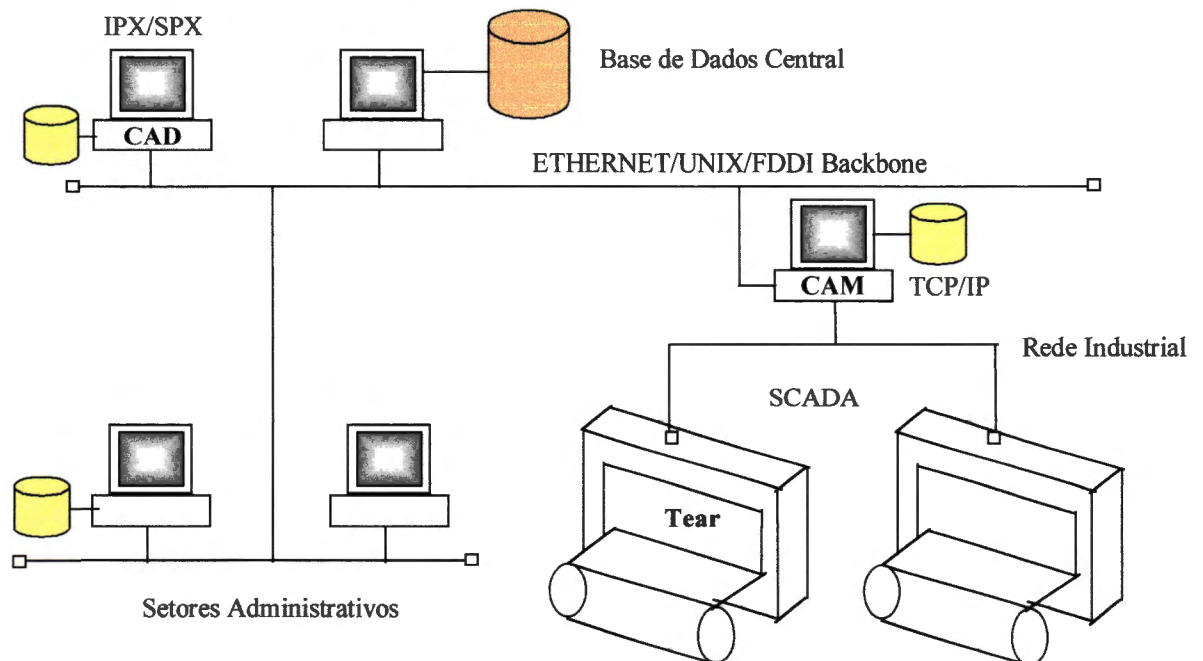 IPX/SPX
Base de Dados Central
CAD
ETHERNET/UNIX/FDDI Backbone
CAM
TCP/IP
Rede Industrial
SCADA
Tear
Setores Administrativos